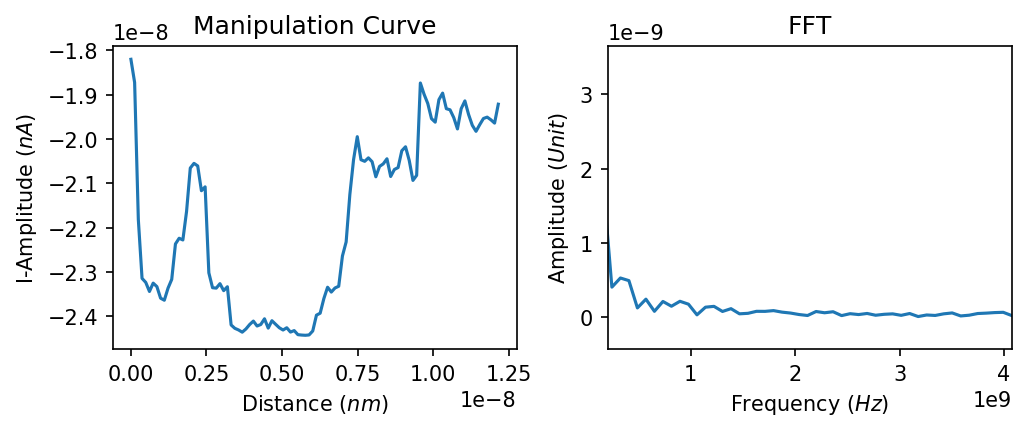 Manipulation Curve
1e−8
−1.8
−1.9
−2.0
−2.1
−2.2
−2.3
−2.4
I-Amplitude (nA)
0.00 0.25 0.50 0.75 1.00 1.25
1e−8
Distance (nm)
FFT
1e−9
3
2
1
0
Amplitude (Unit)
1 2 3 4
1e9
Frequency (Hz)